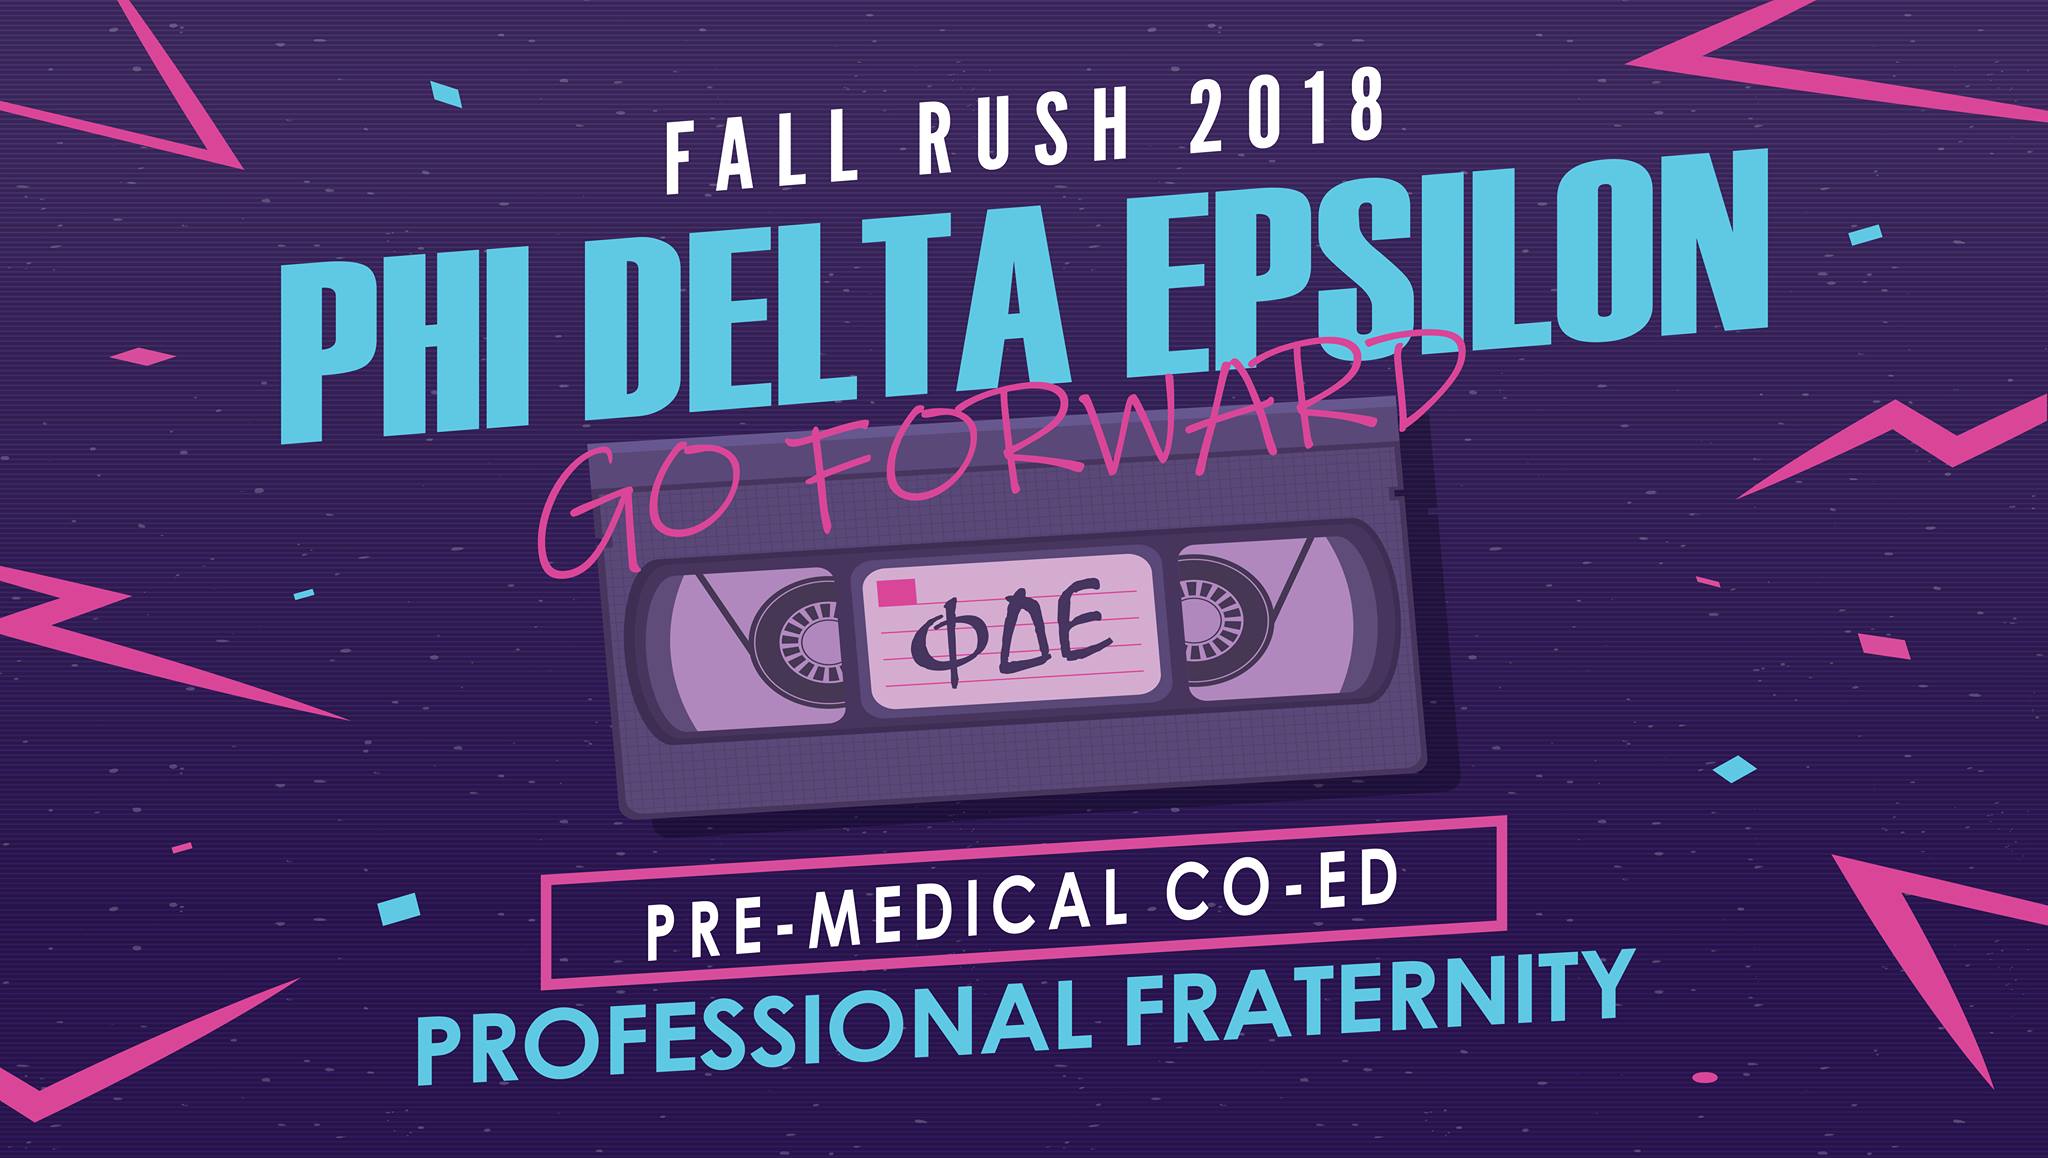 FALL RUSH 2018
PHI DELTA EPSILON
GO FORWARD
ΦΔΕ
PRE-MEDICAL CO-ED
PROFESSIONAL FRATERNITY